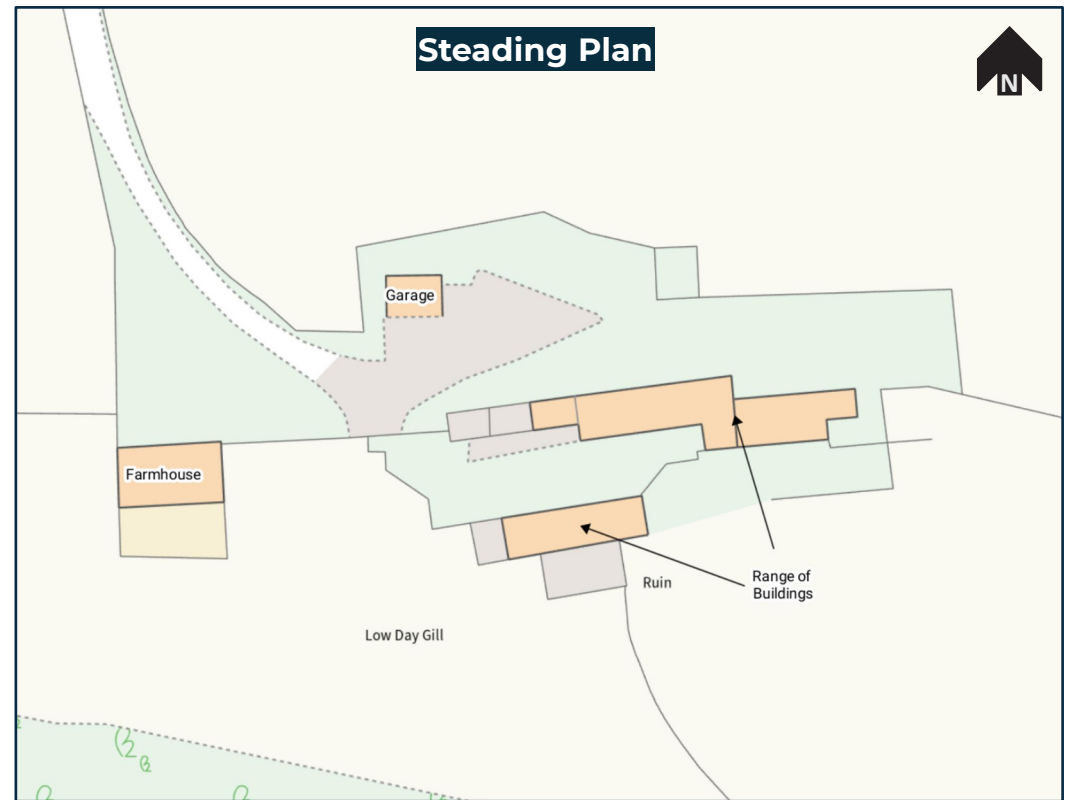 Steading Plan
N
Garage
Farmhouse
Range of
Buildings
Ruin
Low Day Gill